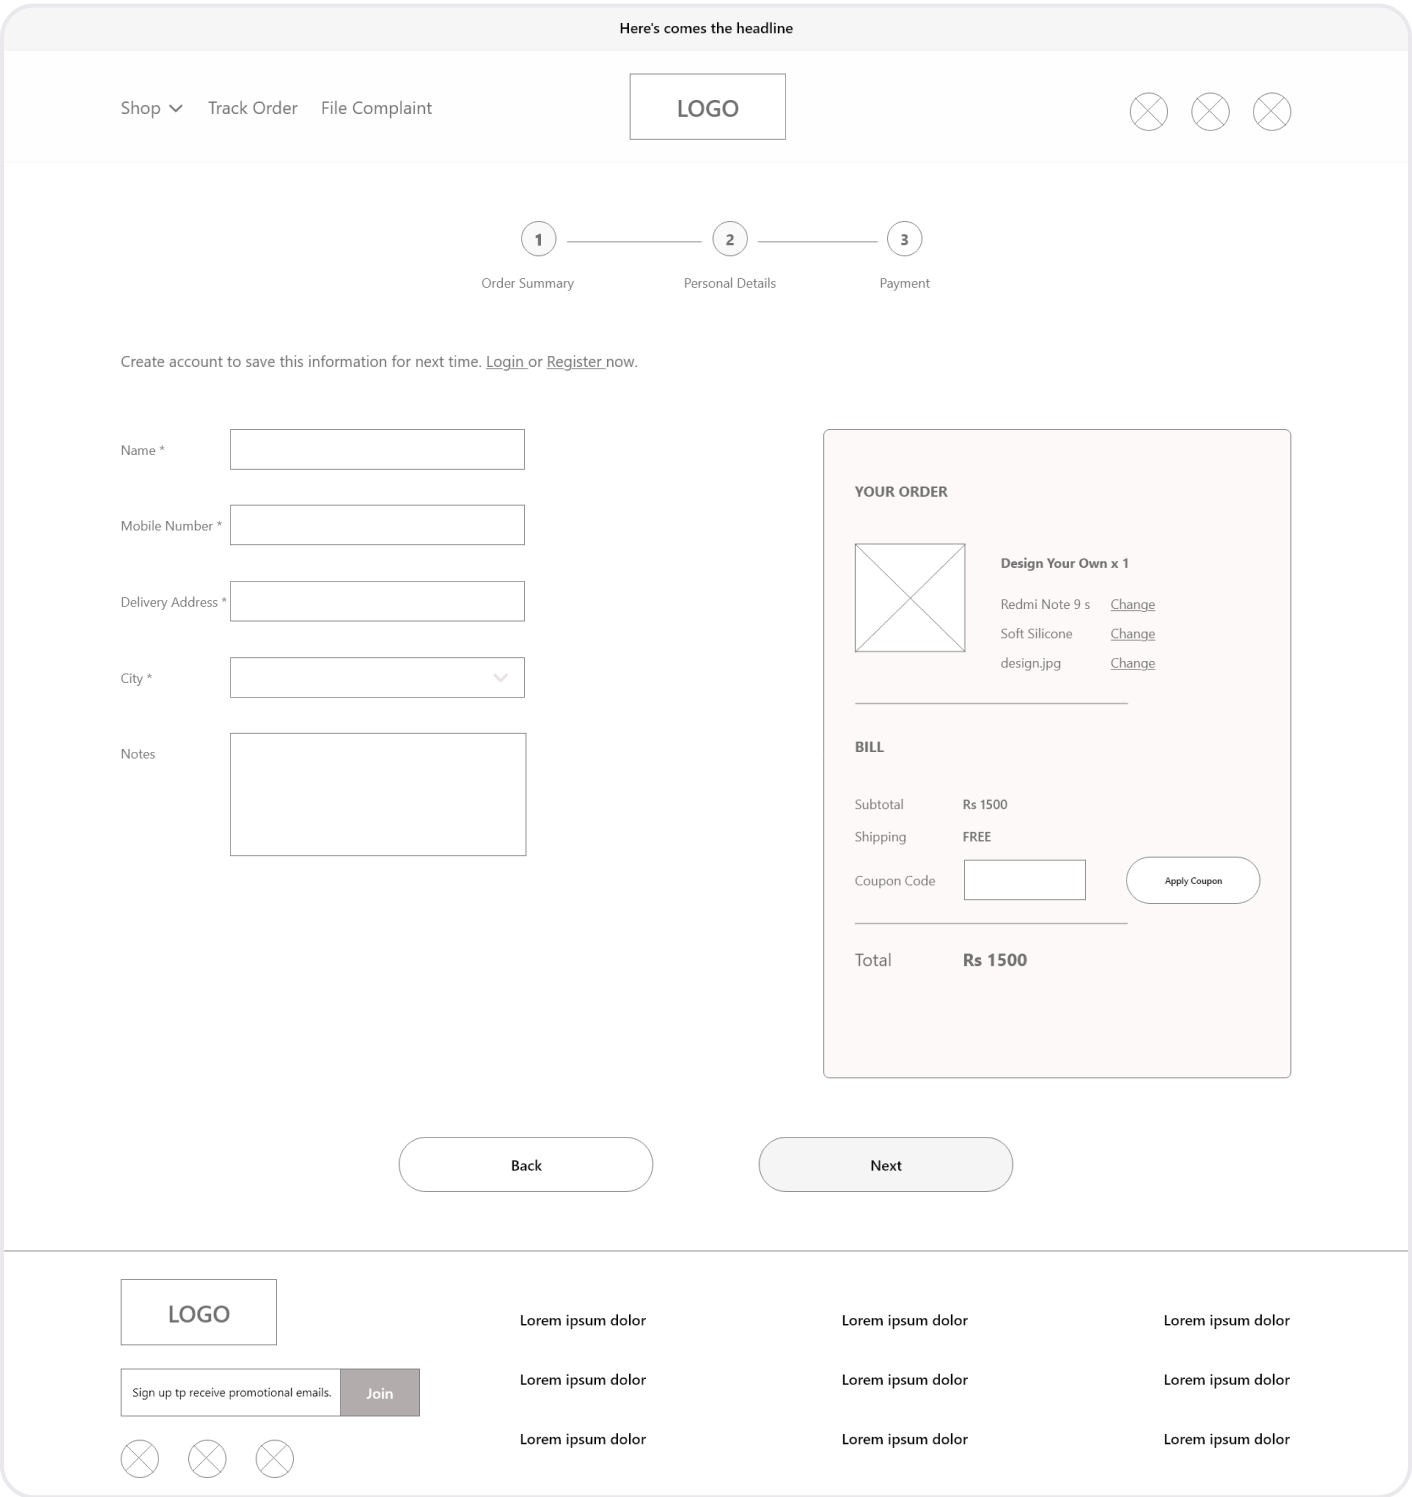 Here's comes the headline
Shop Track Order File Complaint
LOGO
1 2 3
Order Summary Personal Details Payment
Create account to save this information for next time. Login or Register now.
Name *
Mobile Number *
Delivery Address *
City *
Notes
YOUR ORDER
Design Your Own x 1
Redmi Note 9 s Change
Soft Silicone Change
design.jpg Change
BILL
Subtotal Rs 1500
Shipping FREE
Coupon Code Apply Coupon
Total Rs 1500
Back Next
LOGO
Sign up tp receive promotional emails. Join
Lorem ipsum dolor Lorem ipsum dolor Lorem ipsum dolor
Lorem ipsum dolor Lorem ipsum dolor Lorem ipsum dolor
Lorem ipsum dolor Lorem ipsum dolor Lorem ipsum dolor